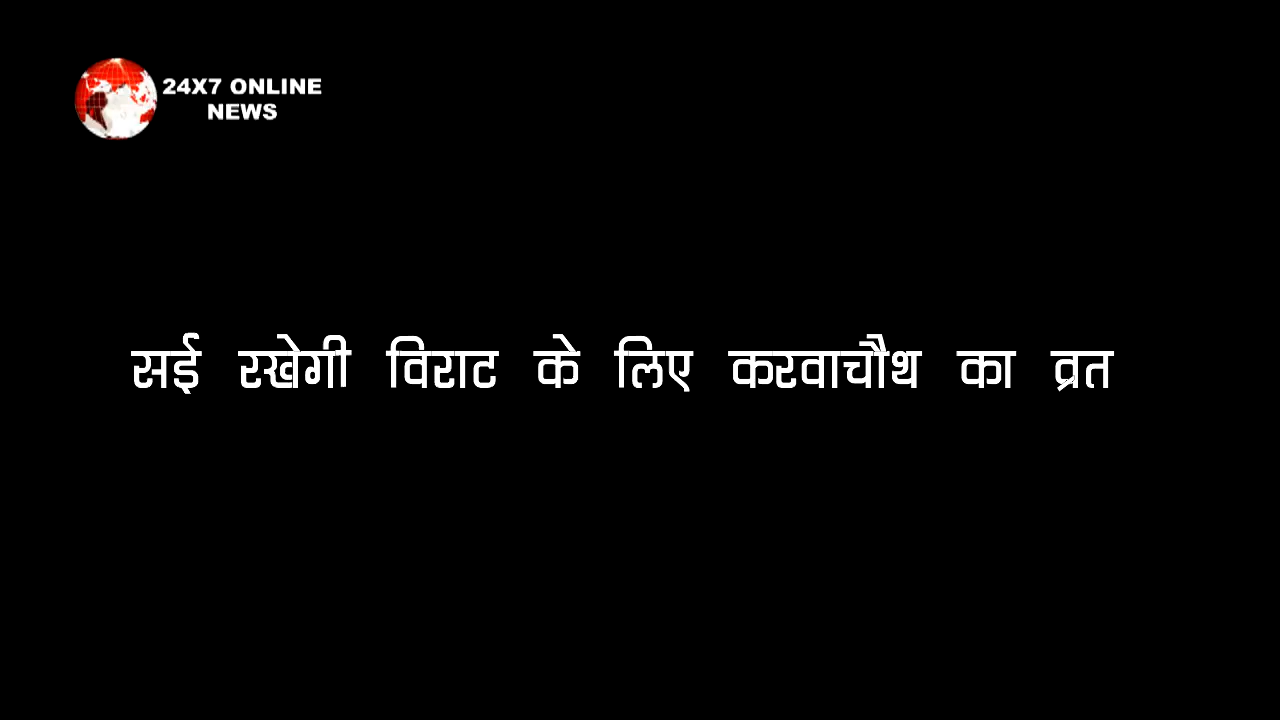 24X7 ONLINE
NEWS
सई रखेगी विराट के लिए करवाचौथ का व्रत